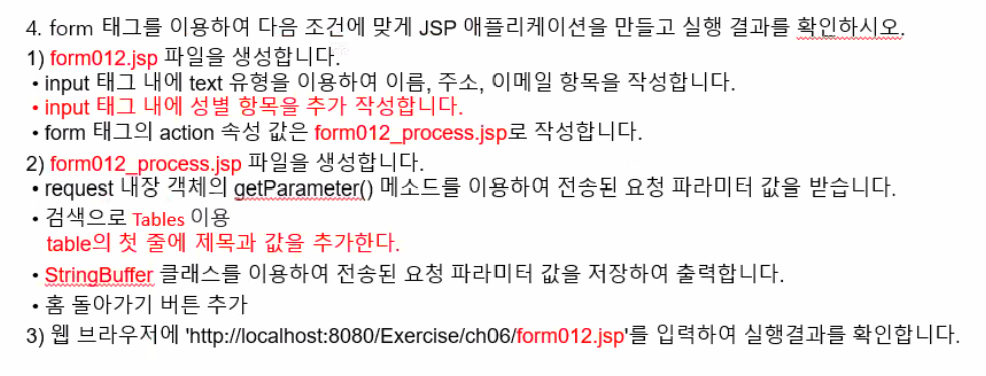 4. form 태그를 이용하여 다음 조건에 맞게 JSP 애플리케이션을 만들고 실행 결과를 확인하시오.
1) form012.jsp 파일을 생성합니다.
• input 태그 내에 text 유형을 이용하여 이름, 주소, 이메일 항목을 작성합니다.
• input 태그 내에 성별 항목을 추가 작성합니다.
• form 태그의 action 속성 값은 form012_process.jsp로 작성합니다.
2) form012_process.jsp 파일을 생성합니다.
• request 내장 객체의 getParameter() 메소드를 이용하여 전송된 요청 파라미터 값을 받습니다.
• 검색으로 Tables 이용
table의 첫 줄에 제목과 값을 추가한다.
• StringBuffer 클래스를 이용하여 전송된 요청 파라미터 값을 저장하여 출력합니다.
• 홈 돌아가기 버튼 추가
3) 웹 브라우저에 'http://localhost:8080/Exercise/ch06/form012.jsp'를 입력하여 실행결과를 확인합니다.